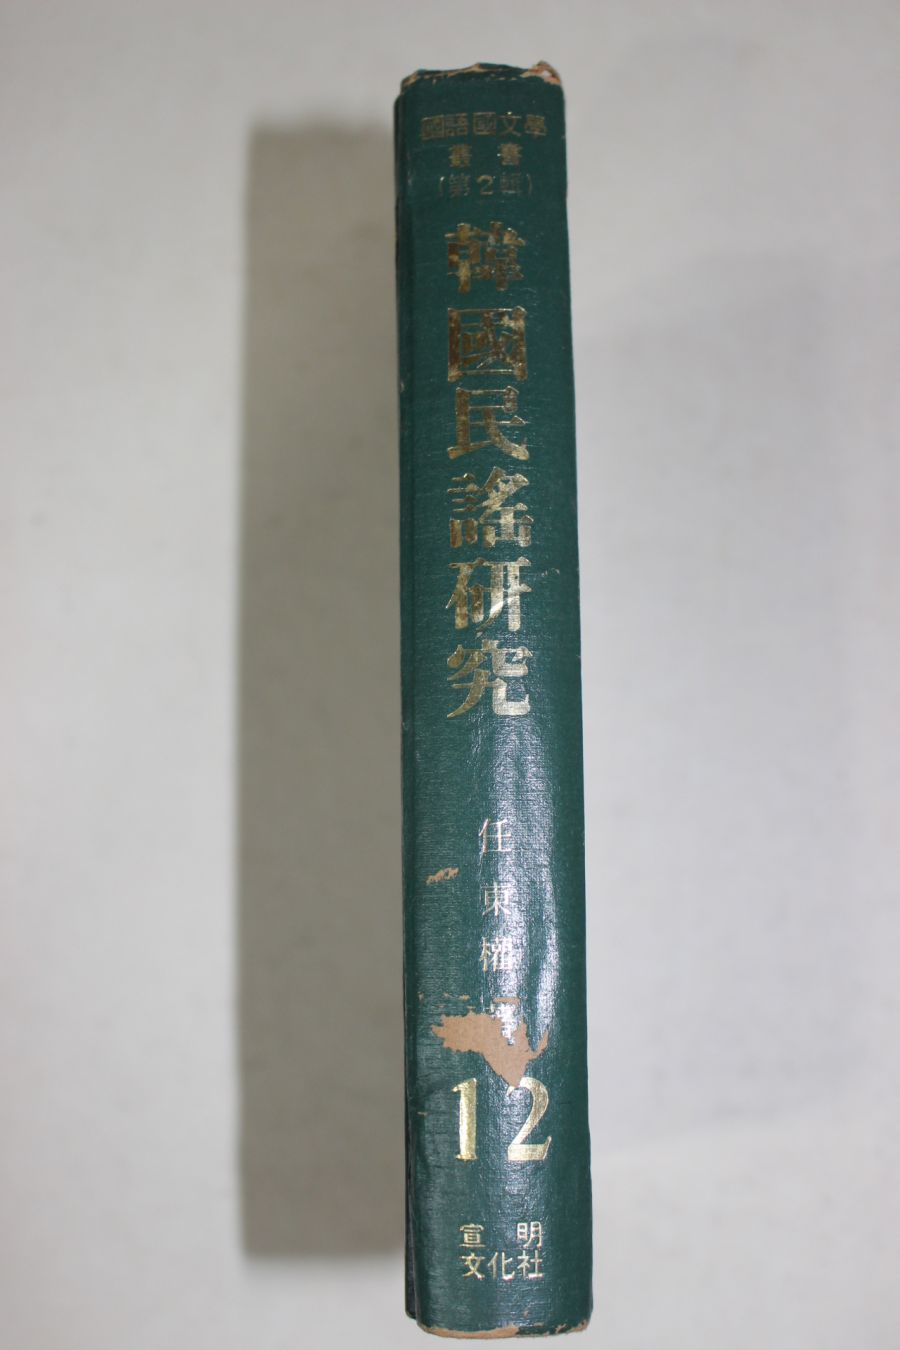 國語國文學
叢書
(第2輯)
韓國民謠研究
任東權
12
宣明
文化社